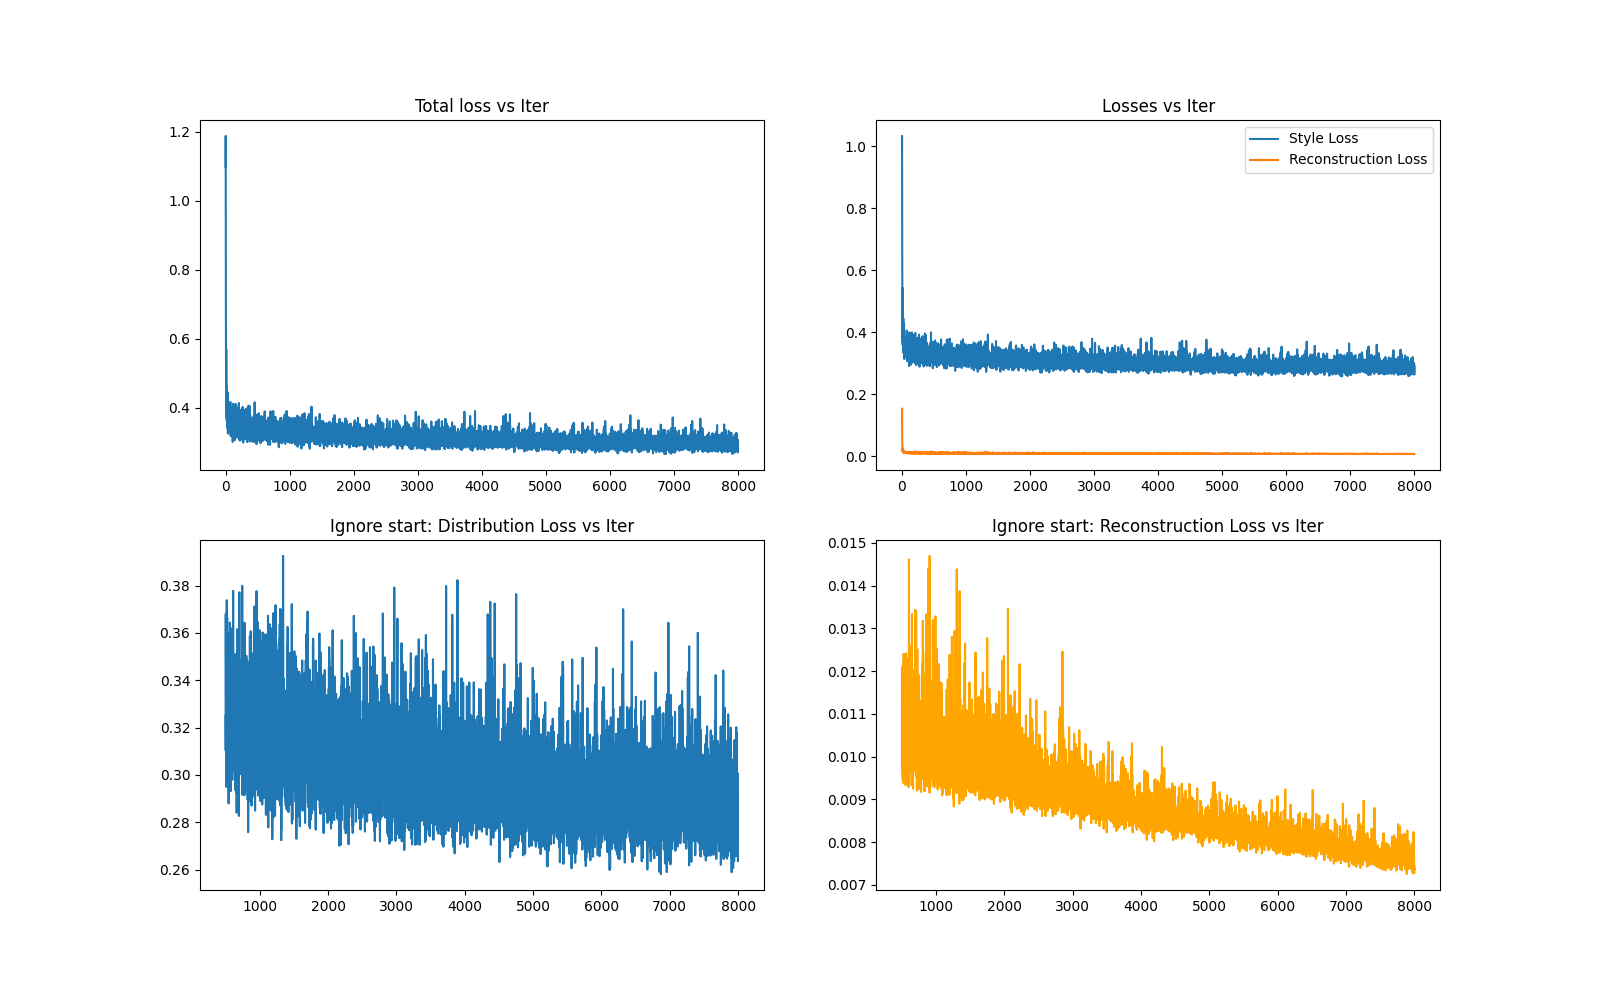 Total loss vs Iter
1.2
1.0
0.8
0.6
0.4
0 1000 2000 3000 4000 5000 6000 7000 8000
Losses vs Iter
Style Loss
Reconstruction Loss
1.0
0.8
0.6
0.4
0.2
0.0
0 1000 2000 3000 4000 5000 6000 7000 8000
Ignore start: Distribution Loss vs Iter
0.38
0.36
0.34
0.32
0.30
0.28
0.26
1000 2000 3000 4000 5000 6000 7000 8000
Ignore start: Reconstruction Loss vs Iter
0.015
0.014
0.013
0.012
0.011
0.010
0.009
0.008
0.007
1000 2000 3000 4000 5000 6000 7000 8000